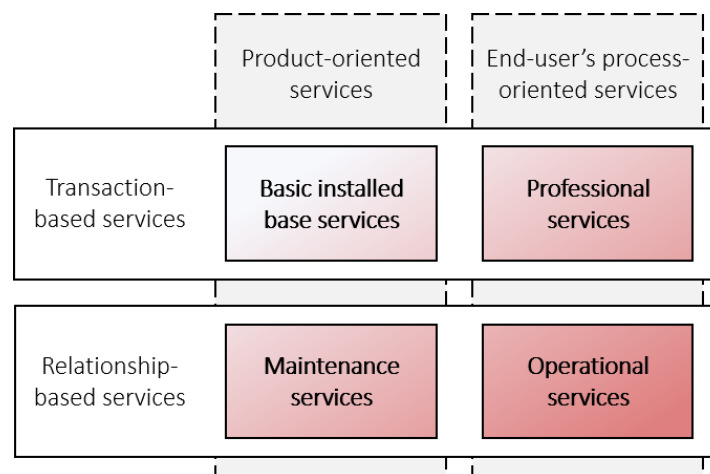 Product-oriented
services
End-user's process-
oriented services
Transaction-
based services
Basic installed
base services
Professional
services
Relationship-
based services
Maintenance
services
Operational
services